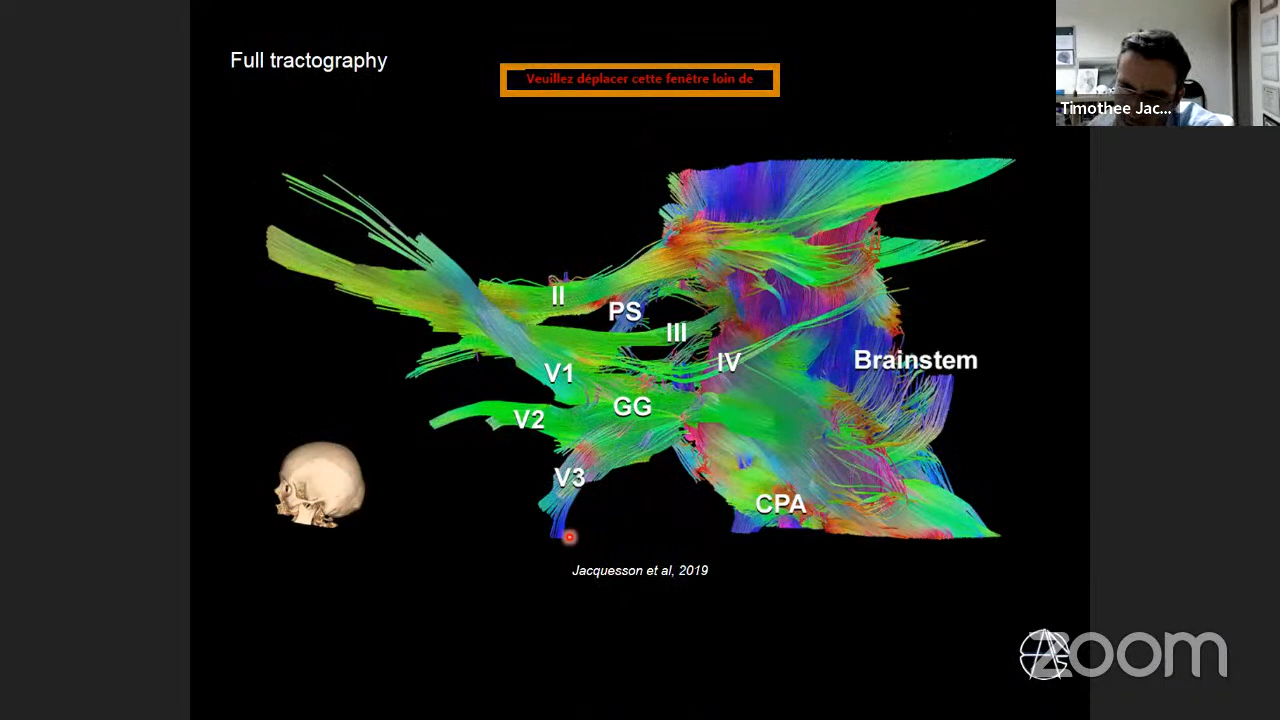 Full tractography
Veuillez déplacer cette fenêtre loin de
Timothee Jac...
II
PS
III
IV
Brainstem
V1
GG
V2
V3
CPA
Jacquesson et al, 2019
zoom